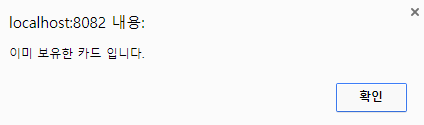 localhost:8082 내용:
이미 보유한 카드 입니다.
확인